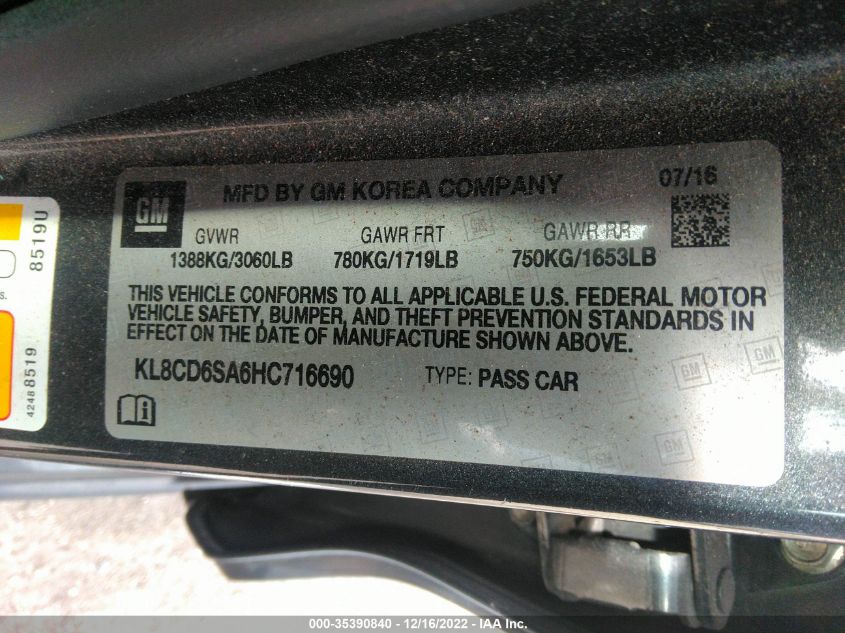 GM
MFD BY GM KOREA COMPANY
07/16
GVWR GAWR FRT GAWR RR
1388KG/3060LB 780KG/1719LB 750KG/1653LB
THIS VEHICLE CONFORMS TO ALL APPLICABLE U.S. FEDERAL MOTOR
VEHICLE SAFETY, BUMPER, AND THEFT PREVENTION STANDARDS IN
EFFECT ON THE DATE OF MANUFACTURE SHOWN ABOVE.
KL8CD6SA6HC716690 TYPE: PASS CAR
8519U
s.
42488519
000-35390840 - 12/16/2022 - IAA Inc.